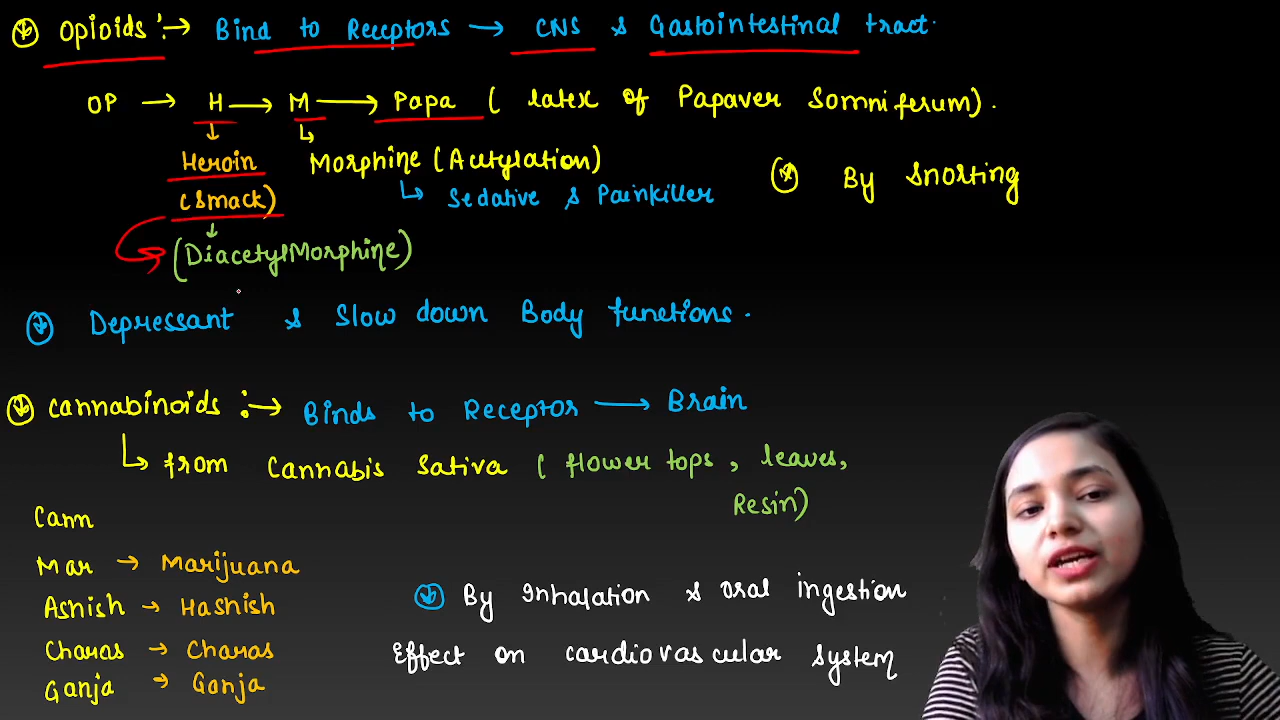 Opioids :→ Bind to Receptors → CNS & Gastointestinal tract.
OP → H → M → Papa ( latex of Papaver Somniferum).
Heroin Morphine (Acetylation)
(Smack) Sedative & Painkiller
By Snorting
(DiacetylMorphine)
Depressant & Slow down Body functions.
Cannabinoids :→ Binds to Receptor → Brain
from Cannabis Sativa ( flower tops, leaves,
Resin)
Cann
Mar → Marijuana
Ashish → Hashish
Charas → Charas
Ganja → Ganja
By Inhalation & oral ingestion
Effect on cardiovascular system